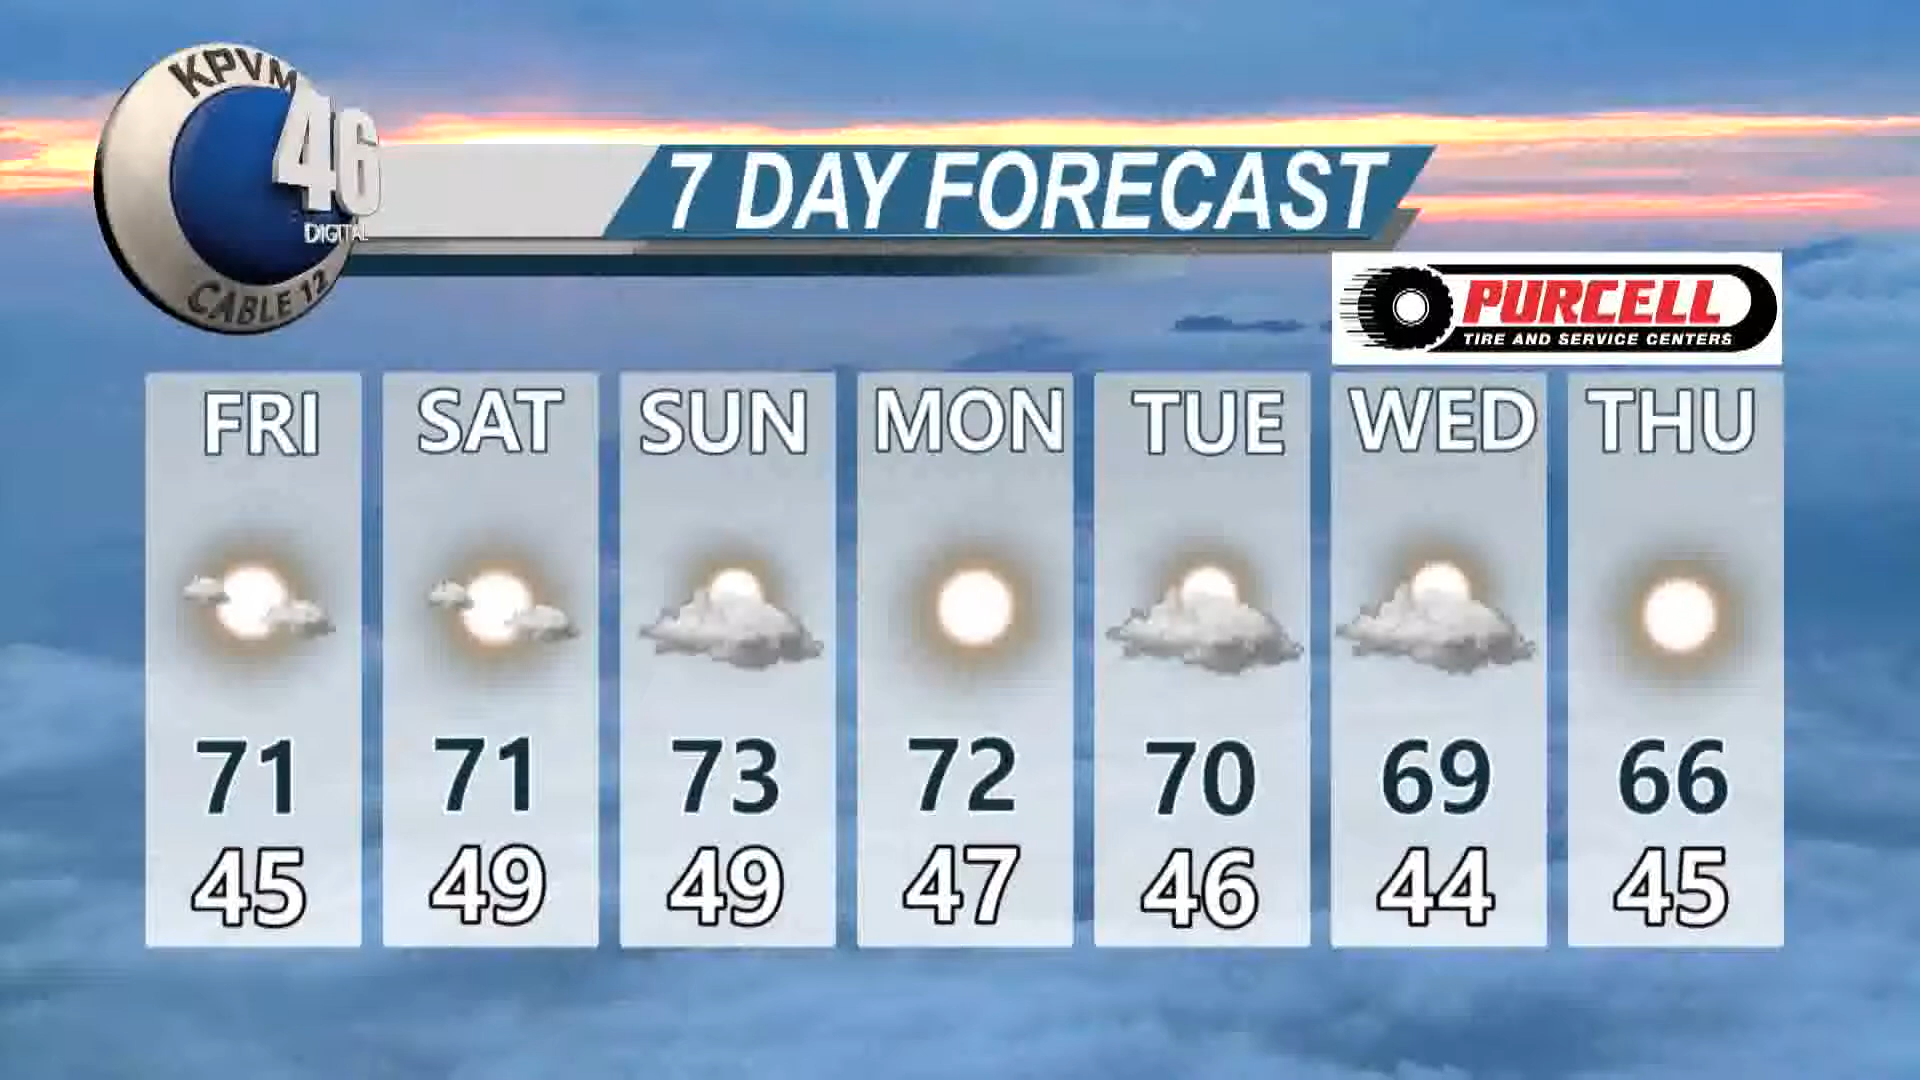 KPVM
46
DIGITAL
CABLE 12
7 DAY FORECAST
PURCELL
TIRE AND SERVICE CENTERS
FRI SAT SUN MON TUE WED THU
71 71 73 72 70 69 66
45 49 49 47 46 44 45